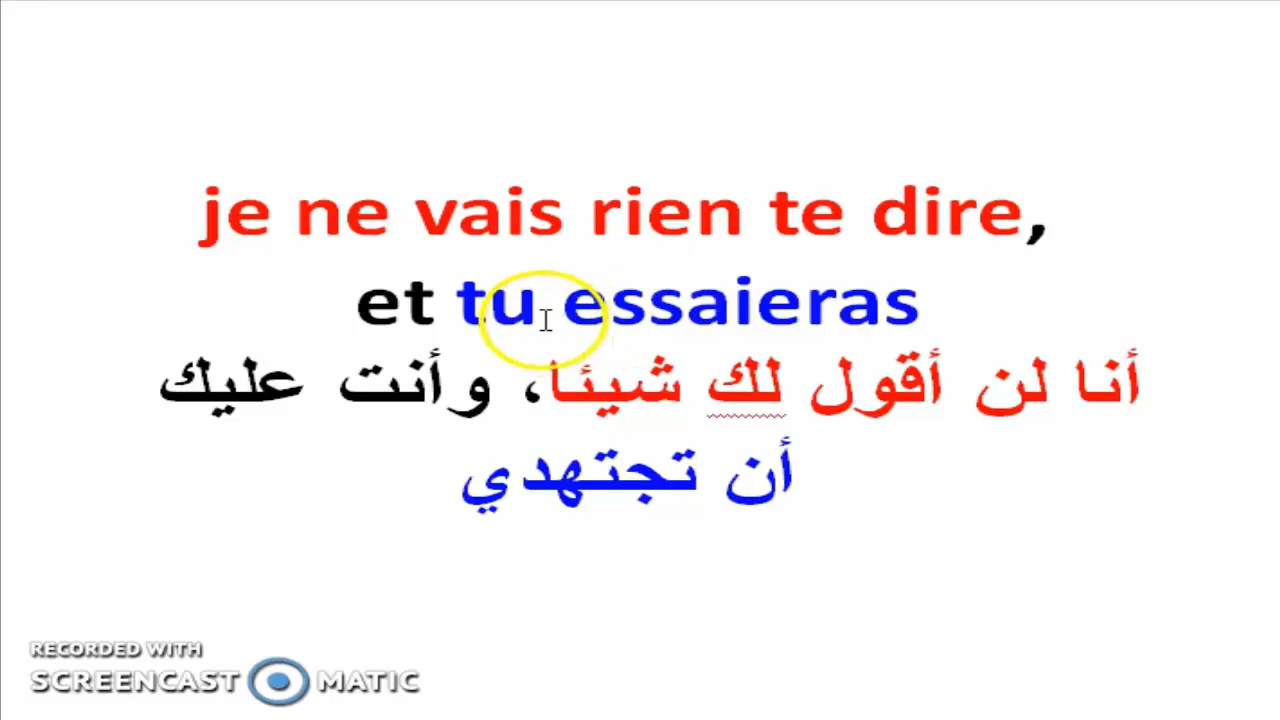 je ne vais rien te dire,
et tu essaieras
أنا لن أقول لك شيئا، وأنت عليك
أن تجتهدي
RECORDED WITH
SCREENCAST MATIC